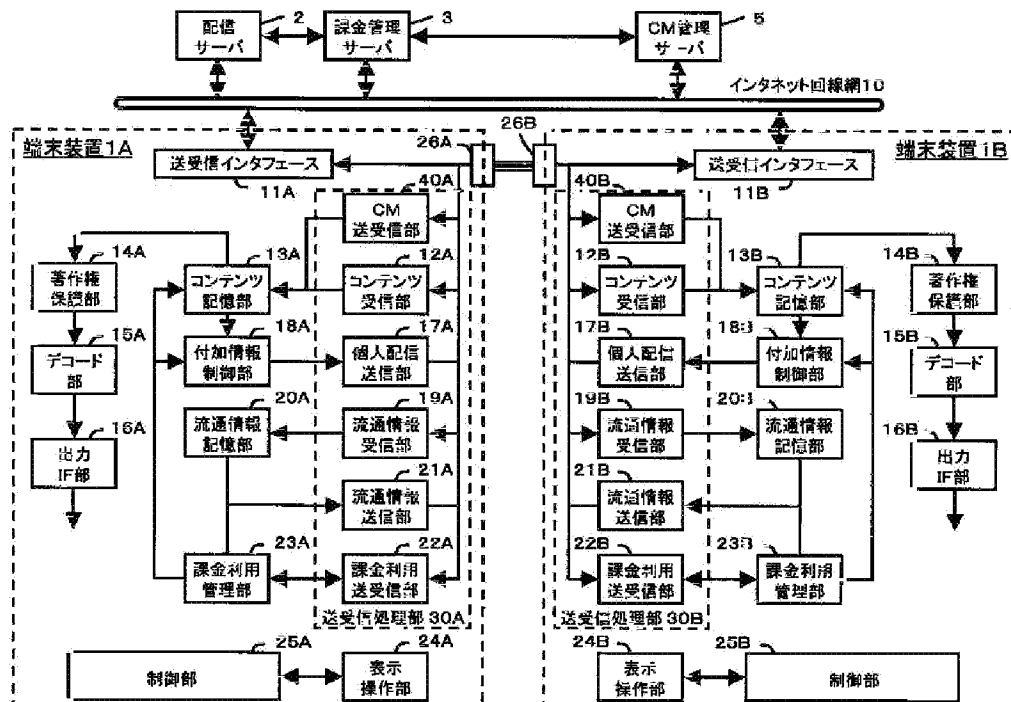 配信
サーバ
2
課金管理
サーバ
3
CM管理
サーバ
5
インタネット回線網10
端末装置1A
送受信インタフェース
11A
26A
26B
送受信インタフェース
11B
端末装置1B
40A
CM
送受信部
40B
CM
送受信部
14A
著作権
保護部
13A
コンテンツ
記憶部
12A
コンテンツ
受信部
12B
コンテンツ
受信部
13B
コンテンツ
記憶部
14B
著作権
保護部
15A
デコード
部
18A
付加情報
制御部
17A
個人配信
送信部
17B
個人配信
送信部
18B
付加情報
制御部
15B
デコード
部
16A
出力
IF部
20A
流通情報
記憶部
19A
流通情報
受信部
19B
流通情報
受信部
20B
流通情報
記憶部
16B
出力
IF部
21A
流通情報
送信部
21B
流通情報
送信部
23A
課金利用
管理部
22A
課金利用
送受信部
22B
課金利用
送受信部
23B
課金利用
管理部
送受信処理部30A
送受信処理部30B
25A
制御部
24A
表示
操作部
24B
表示
操作部
25B
制御部